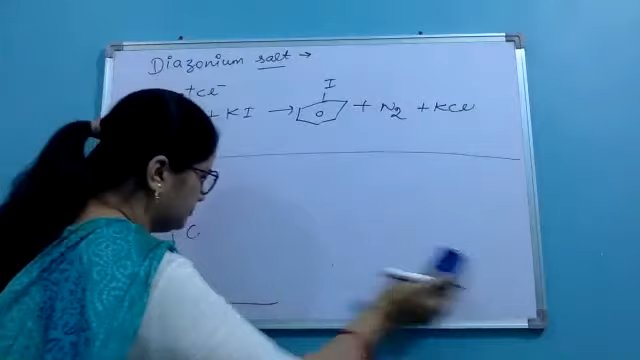 Diazonium salt →
+Cl⁻
I
+ KI → + N₂ + KCl